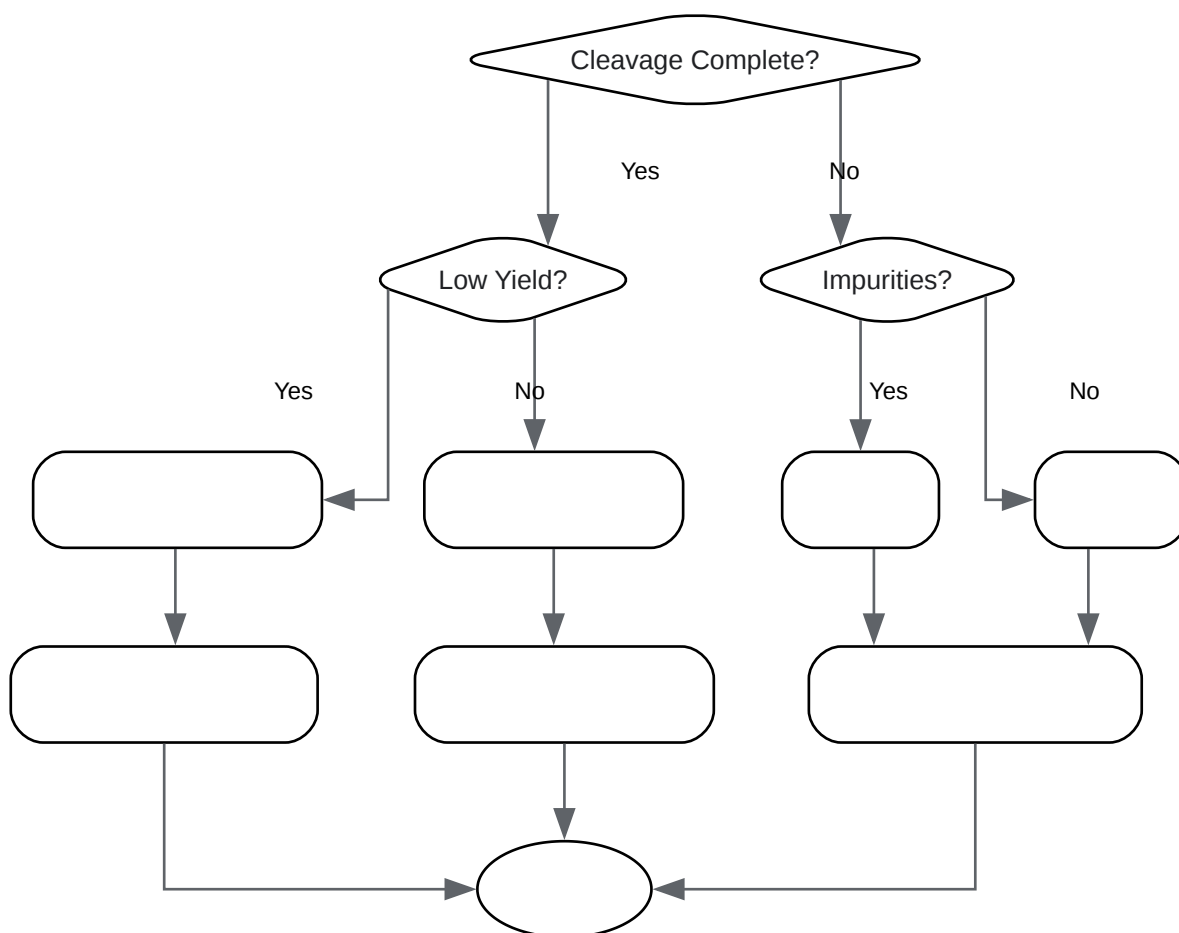 Cleavage Complete?
Yes
No
Low Yield?
Impurities?
Yes
No
Yes
No